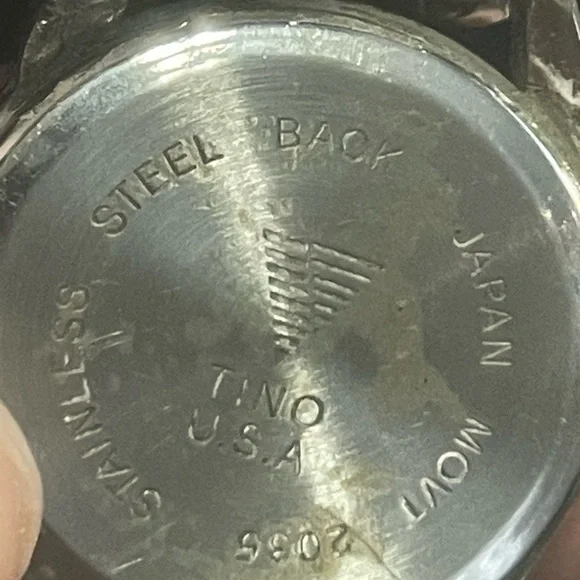 STAINLESS STEEL BACK
JAPAN MOVT
2035
TINO
U.S.A